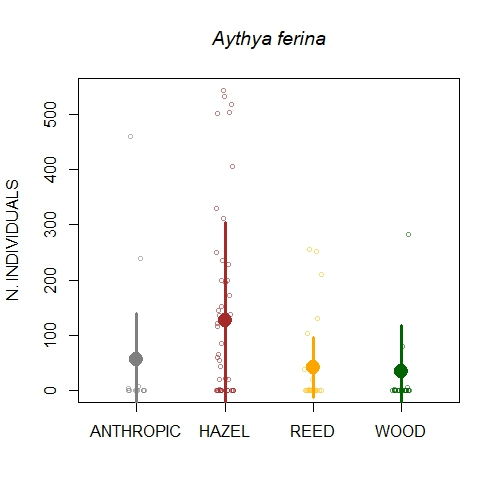 Aythya ferina
N. INDIVIDUALS
500
400
300
200
100
0
ANTHROPIC HAZEL REED WOOD